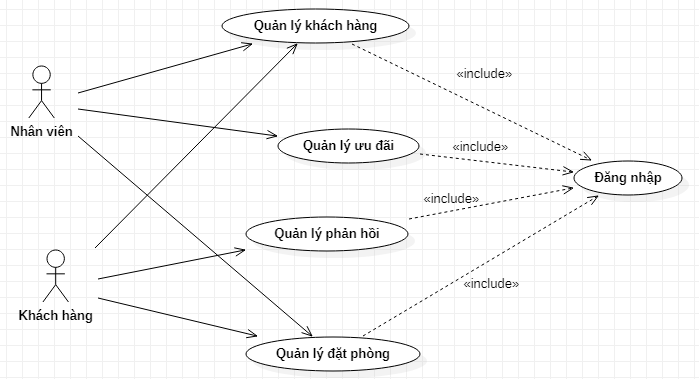 Quản lý khách hàng
«include»
Nhân viên
Quản lý ưu đãi
«include»
Đăng nhập
«include»
Quản lý phản hồi
«include»
Khách hàng
Quản lý đặt phòng